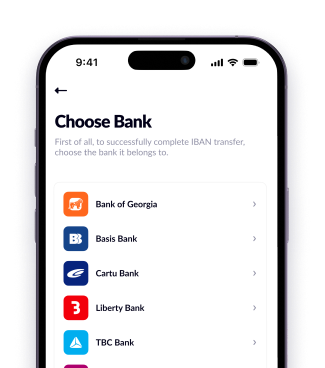 9:41
Choose Bank
First of all, to successfully complete IBAN transfer,
choose the bank it belongs to.
Bank of Georgia
Basis Bank
Cartu Bank
Liberty Bank
TBC Bank